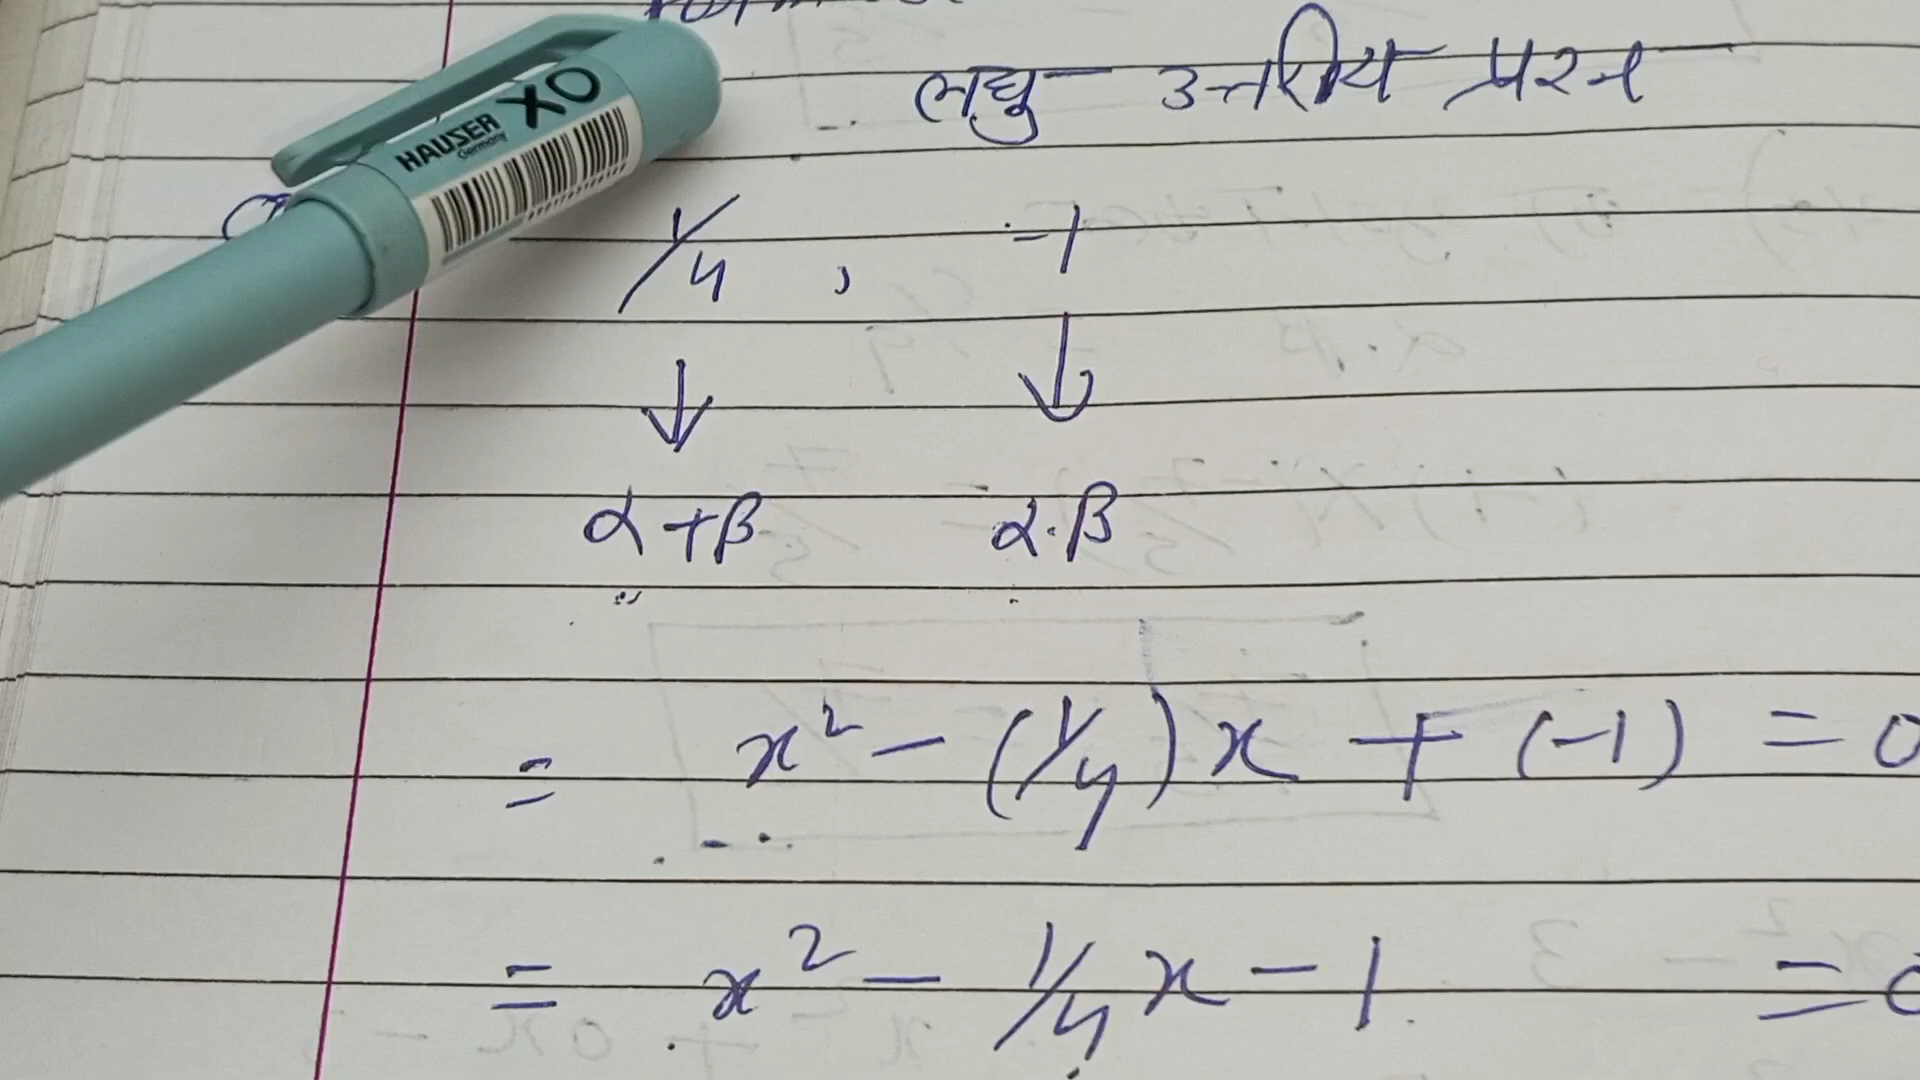 लघु उत्तरीय प्रश्न
HAUSER XO
Germany
1/4 , -1
↓ ↓
α+β α.β
= x² - (1/4)x + (-1) = 0
= x² - 1/4 x - 1 = 0